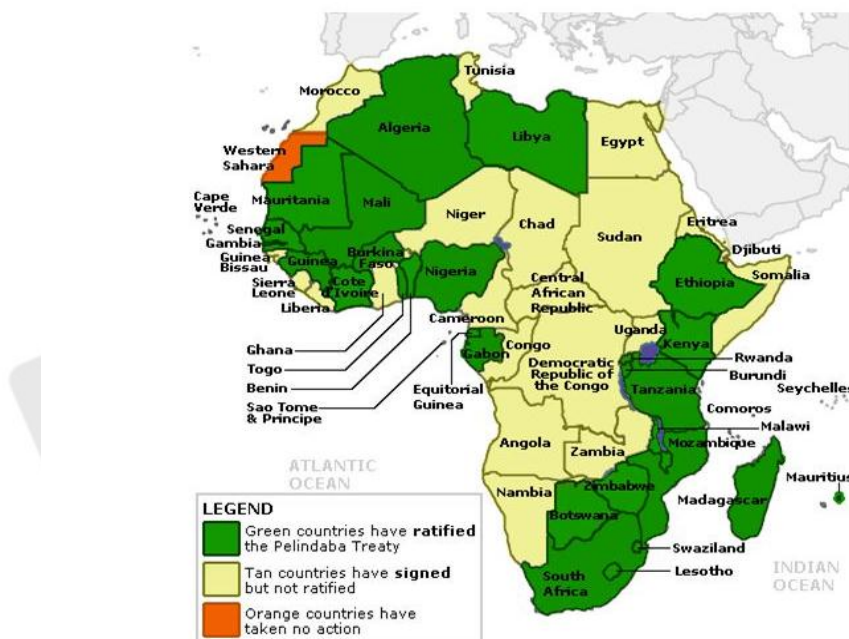 Tunisia
Morocco
Algeria
Libya
Egypt
Western
Sahara
Cape
Verde
Mauritania
Mali
Niger
Chad
Sudan
Eritrea
Djibuti
Senegal
Gambia
Guinea
Bissau
Guinea
Burkina
Faso
Nigeria
Ethiopia
Somalia
Sierra
Leone
Cote
d'Ivoire
Liberia
Central
African
Republic
Cameroon
Uganda
Kenya
Ghana
Togo
Benin
Sao Tome
& Principe
Equitorial
Guinea
Gabon
Congo
Democratic
Republic of
the Congo
Rwanda
Burundi
Tanzania
Seychelles
Comoros
Malawi
Mozambique
Angola
Zambia
ATLANTIC
OCEAN
Nambia
Zimbabwe
Botswana
Madagascar
Mauritius
Swaziland
Lesotho
South
Africa
INDIAN
OCEAN
LEGEND
Green countries have ratified
the Pelindaba Treaty
Tan countries have signed
but not ratified
Orange countries have
taken no action